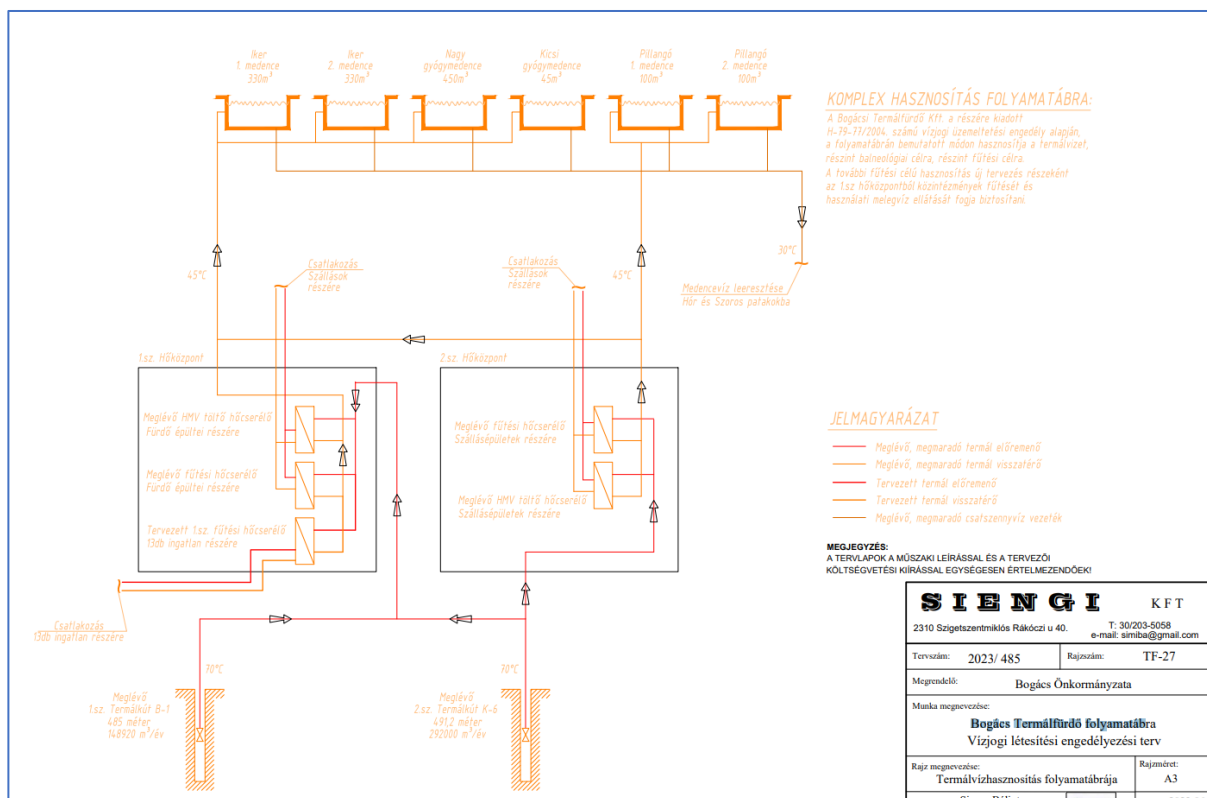 Iker
1. medence
330m³
Iker
2. medence
330m³
Nagy
gyógymedence
450m³
Kicsi
gyógymedence
45m³
Pillangó
1. medence
100m³
Pillangó
2. medence
100m³
KOMPLEX HASZNOSÍTÁS FOLYAMATÁBRA:
A Bogácsi Termálfürdő Kft. a részére kiadott
H-79-77/2004. számú vízjogi üzemeltetési engedély alapján,
a folyamatábrán bemutatott módon hasznosítja a termálvizet,
részint balneológiai célra, részint fűtési célra.
A további fűtési célú hasznosítás új tervezés részeként
az 1.sz hőközpontból közintézmények fűtését és
használati melegvíz ellátását fogja biztosítani.
45°C
Csatlakozás
Szállások
részére
Csatlakozás
Szállások
részére
45°C
30°C
Medencevíz leeresztése
Hór és Szoros patakokba
1.sz. Hőközpont
2.sz. Hőközpont
Meglévő HMV töltő hőcserélő
Fürdő épültei részére
Meglévő fűtési hőcserélő
Fürdő épültei részére
Tervezett 1.sz. fűtési hőcserélő
13db ingatlan részére
Meglévő fűtési hőcserélő
Szállásépületek részére
Meglévő HMV töltő hőcserélő
Szállásépületek részére
Csatlakozás
13db ingatlan részére
JELMAGYARÁZAT
Meglévő, megmaradó termál előremenő
Meglévő, megmaradó termál visszatérő
Tervezett termál előremenő
Tervezett termál visszatérő
Meglévő, megmaradó csatszennyvíz vezeték
MEGJEGYZÉS:
A TERVLAPOK A MŰSZAKI LEÍRÁSSAL ÉS A TERVEZŐI
KÖLTSÉGVETÉSI KIÍRÁSSAL EGYSÉGESEN ÉRTELMEZENDŐEK!
70°C
Meglévő
1.sz. Termálkút B-1
485 méter
148920 m³/év
70°C
Meglévő
2.sz. Termálkút K-6
491,2 méter
292000 m³/év
SIENGI KFT
2310 Szigetszentmiklós Rákóczi u 40.
T: 30/203-5058
e-mail: simiba@gmail.com
Tervszám: 2023/ 485
Rajzszám: TF-27
Megrendelő: Bogács Önkormányzata
Munka megnevezése:
Bogács Termálfürdő folyamatábra
Vízjogi létesítési engedélyezési terv
Rajz megnevezése:
Termálvízhasznosítás folyamatábrája
Rajzméret:
A3